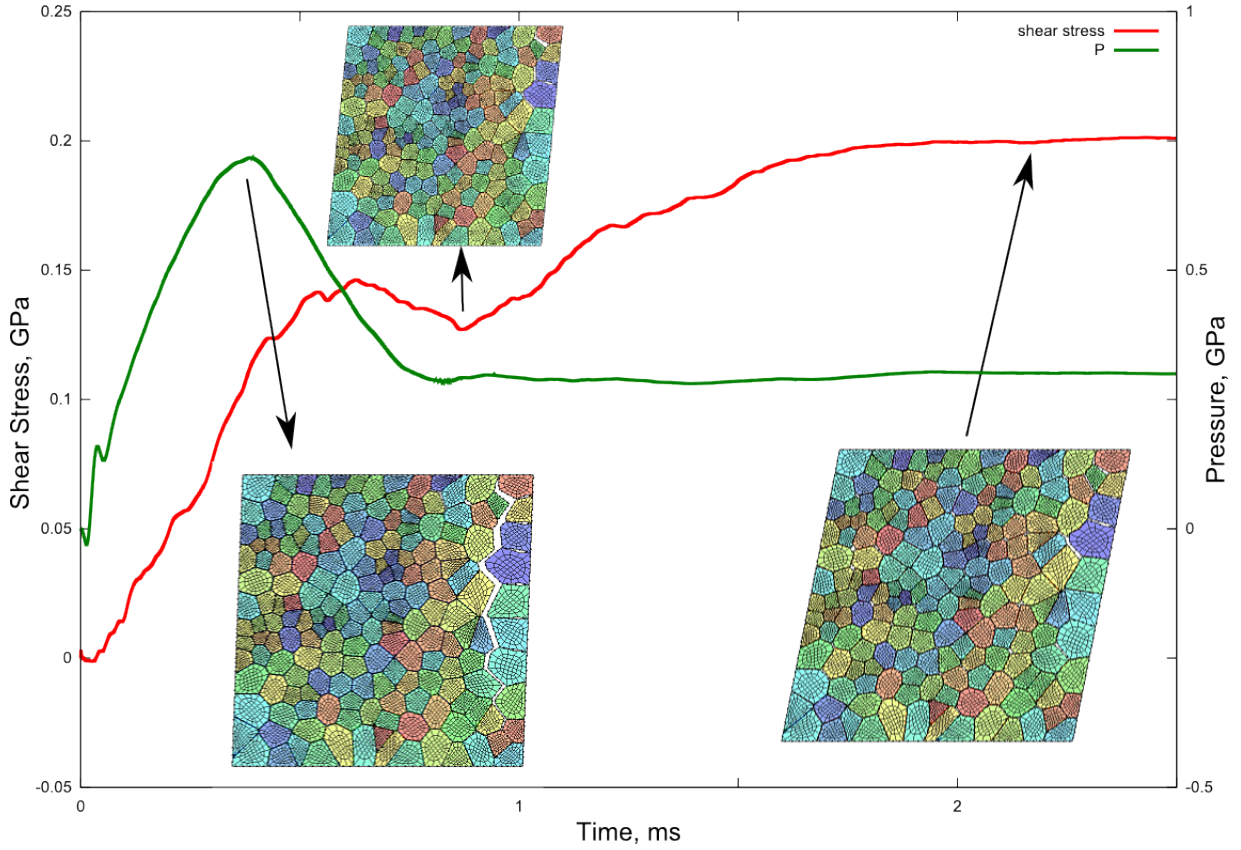 0.25
1
shear stress
P
0.2
0.15
0.5
Shear Stress, GPa
Pressure, GPa
0.1
0.05
0
0
-0.05
-0.5
0
1
2
Time, ms